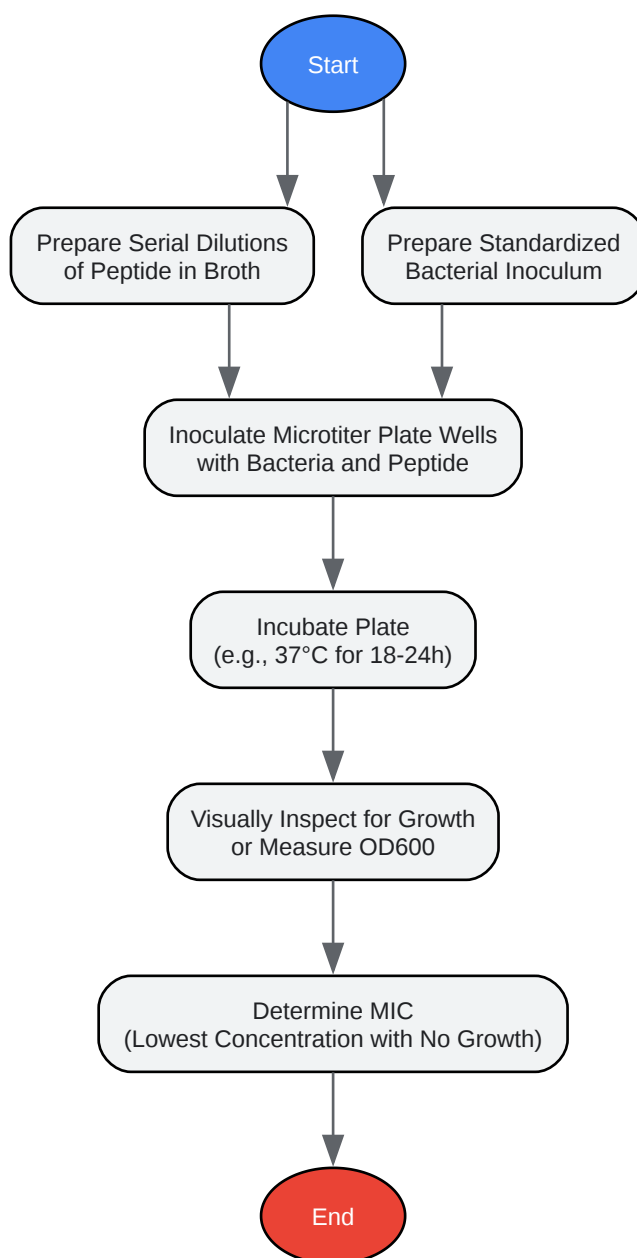 Start
Prepare Serial Dilutions
of Peptide in Broth
Prepare Standardized
Bacterial Inoculum
Inoculate Microtiter Plate Wells
with Bacteria and Peptide
Incubate Plate
(e.g., 37°C for 18-24h)
Visually Inspect for Growth
or Measure OD600
Determine MIC
(Lowest Concentration with No Growth)
End